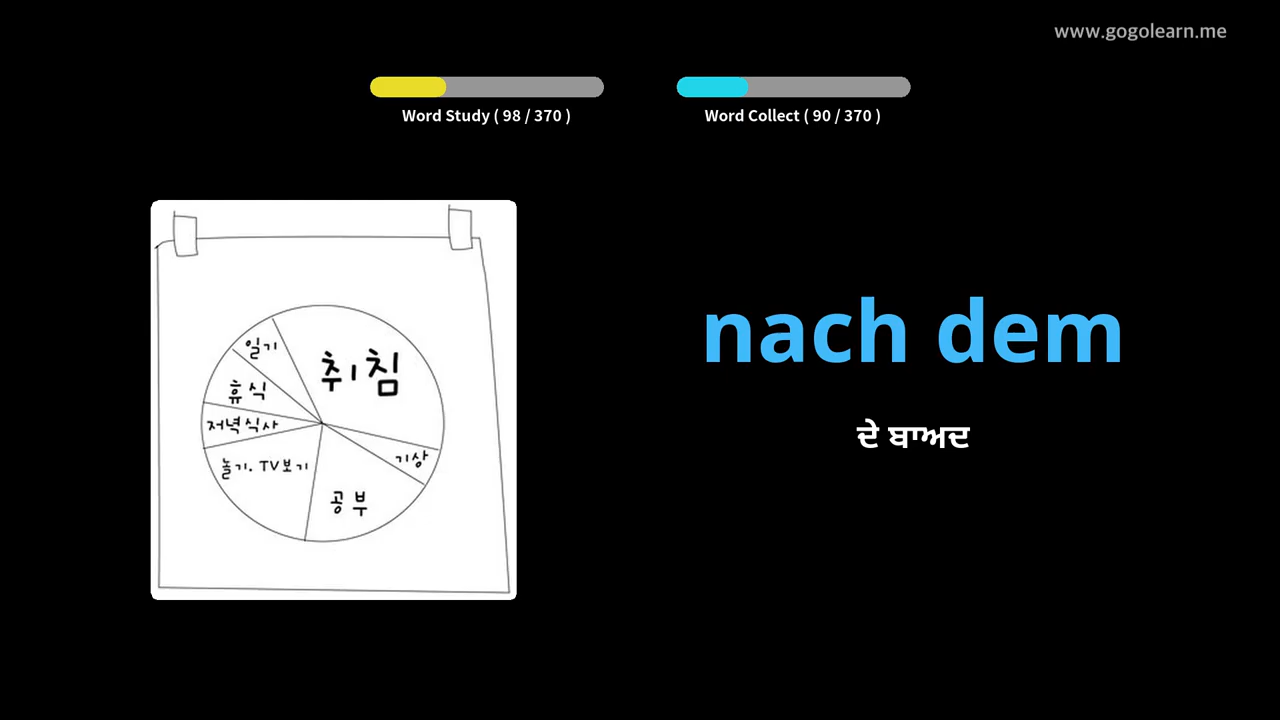 www.gogolearn.me
Word Study ( 98 / 370 )
Word Collect ( 90 / 370 )
일기
취침
휴식
저녁식사
놀기. TV보기
기상
공부
nach dem
ਦੇ ਬਾਅਦ